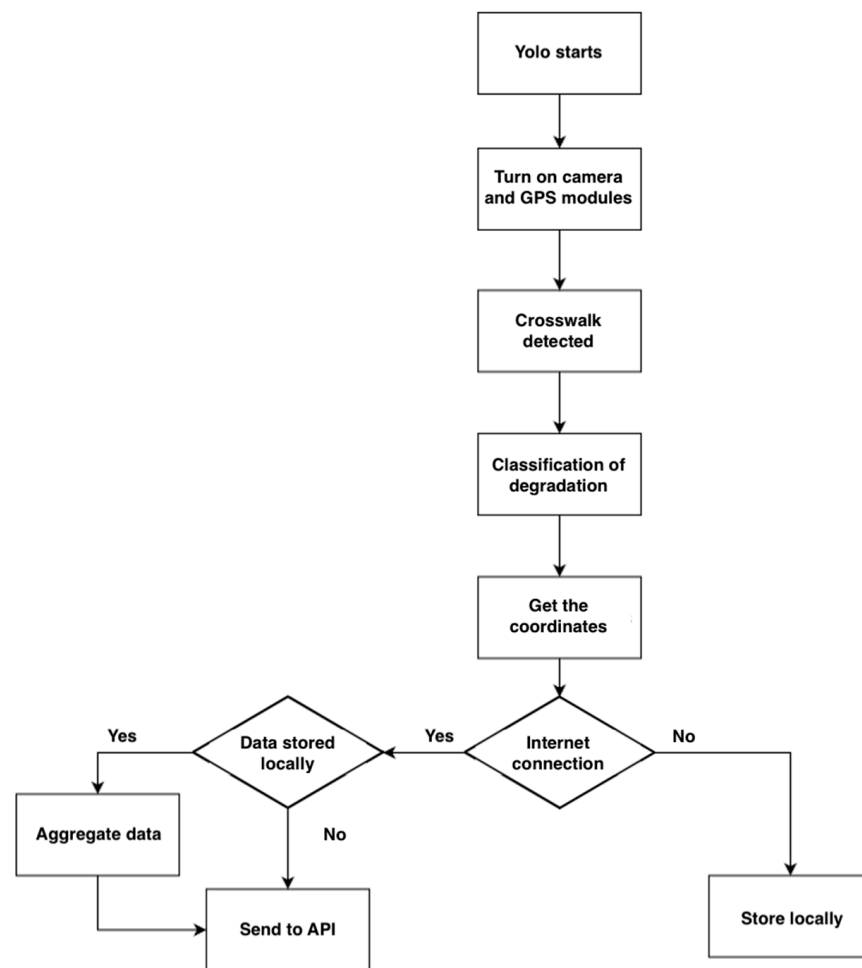 Yolo starts
Turn on camera
and GPS modules
Crosswalk
detected
Classification of
degradation
Get the
coordinates
Yes
Data stored
locally
Yes
Internet
connection
No
Aggregate data
No
Send to API
Store locally